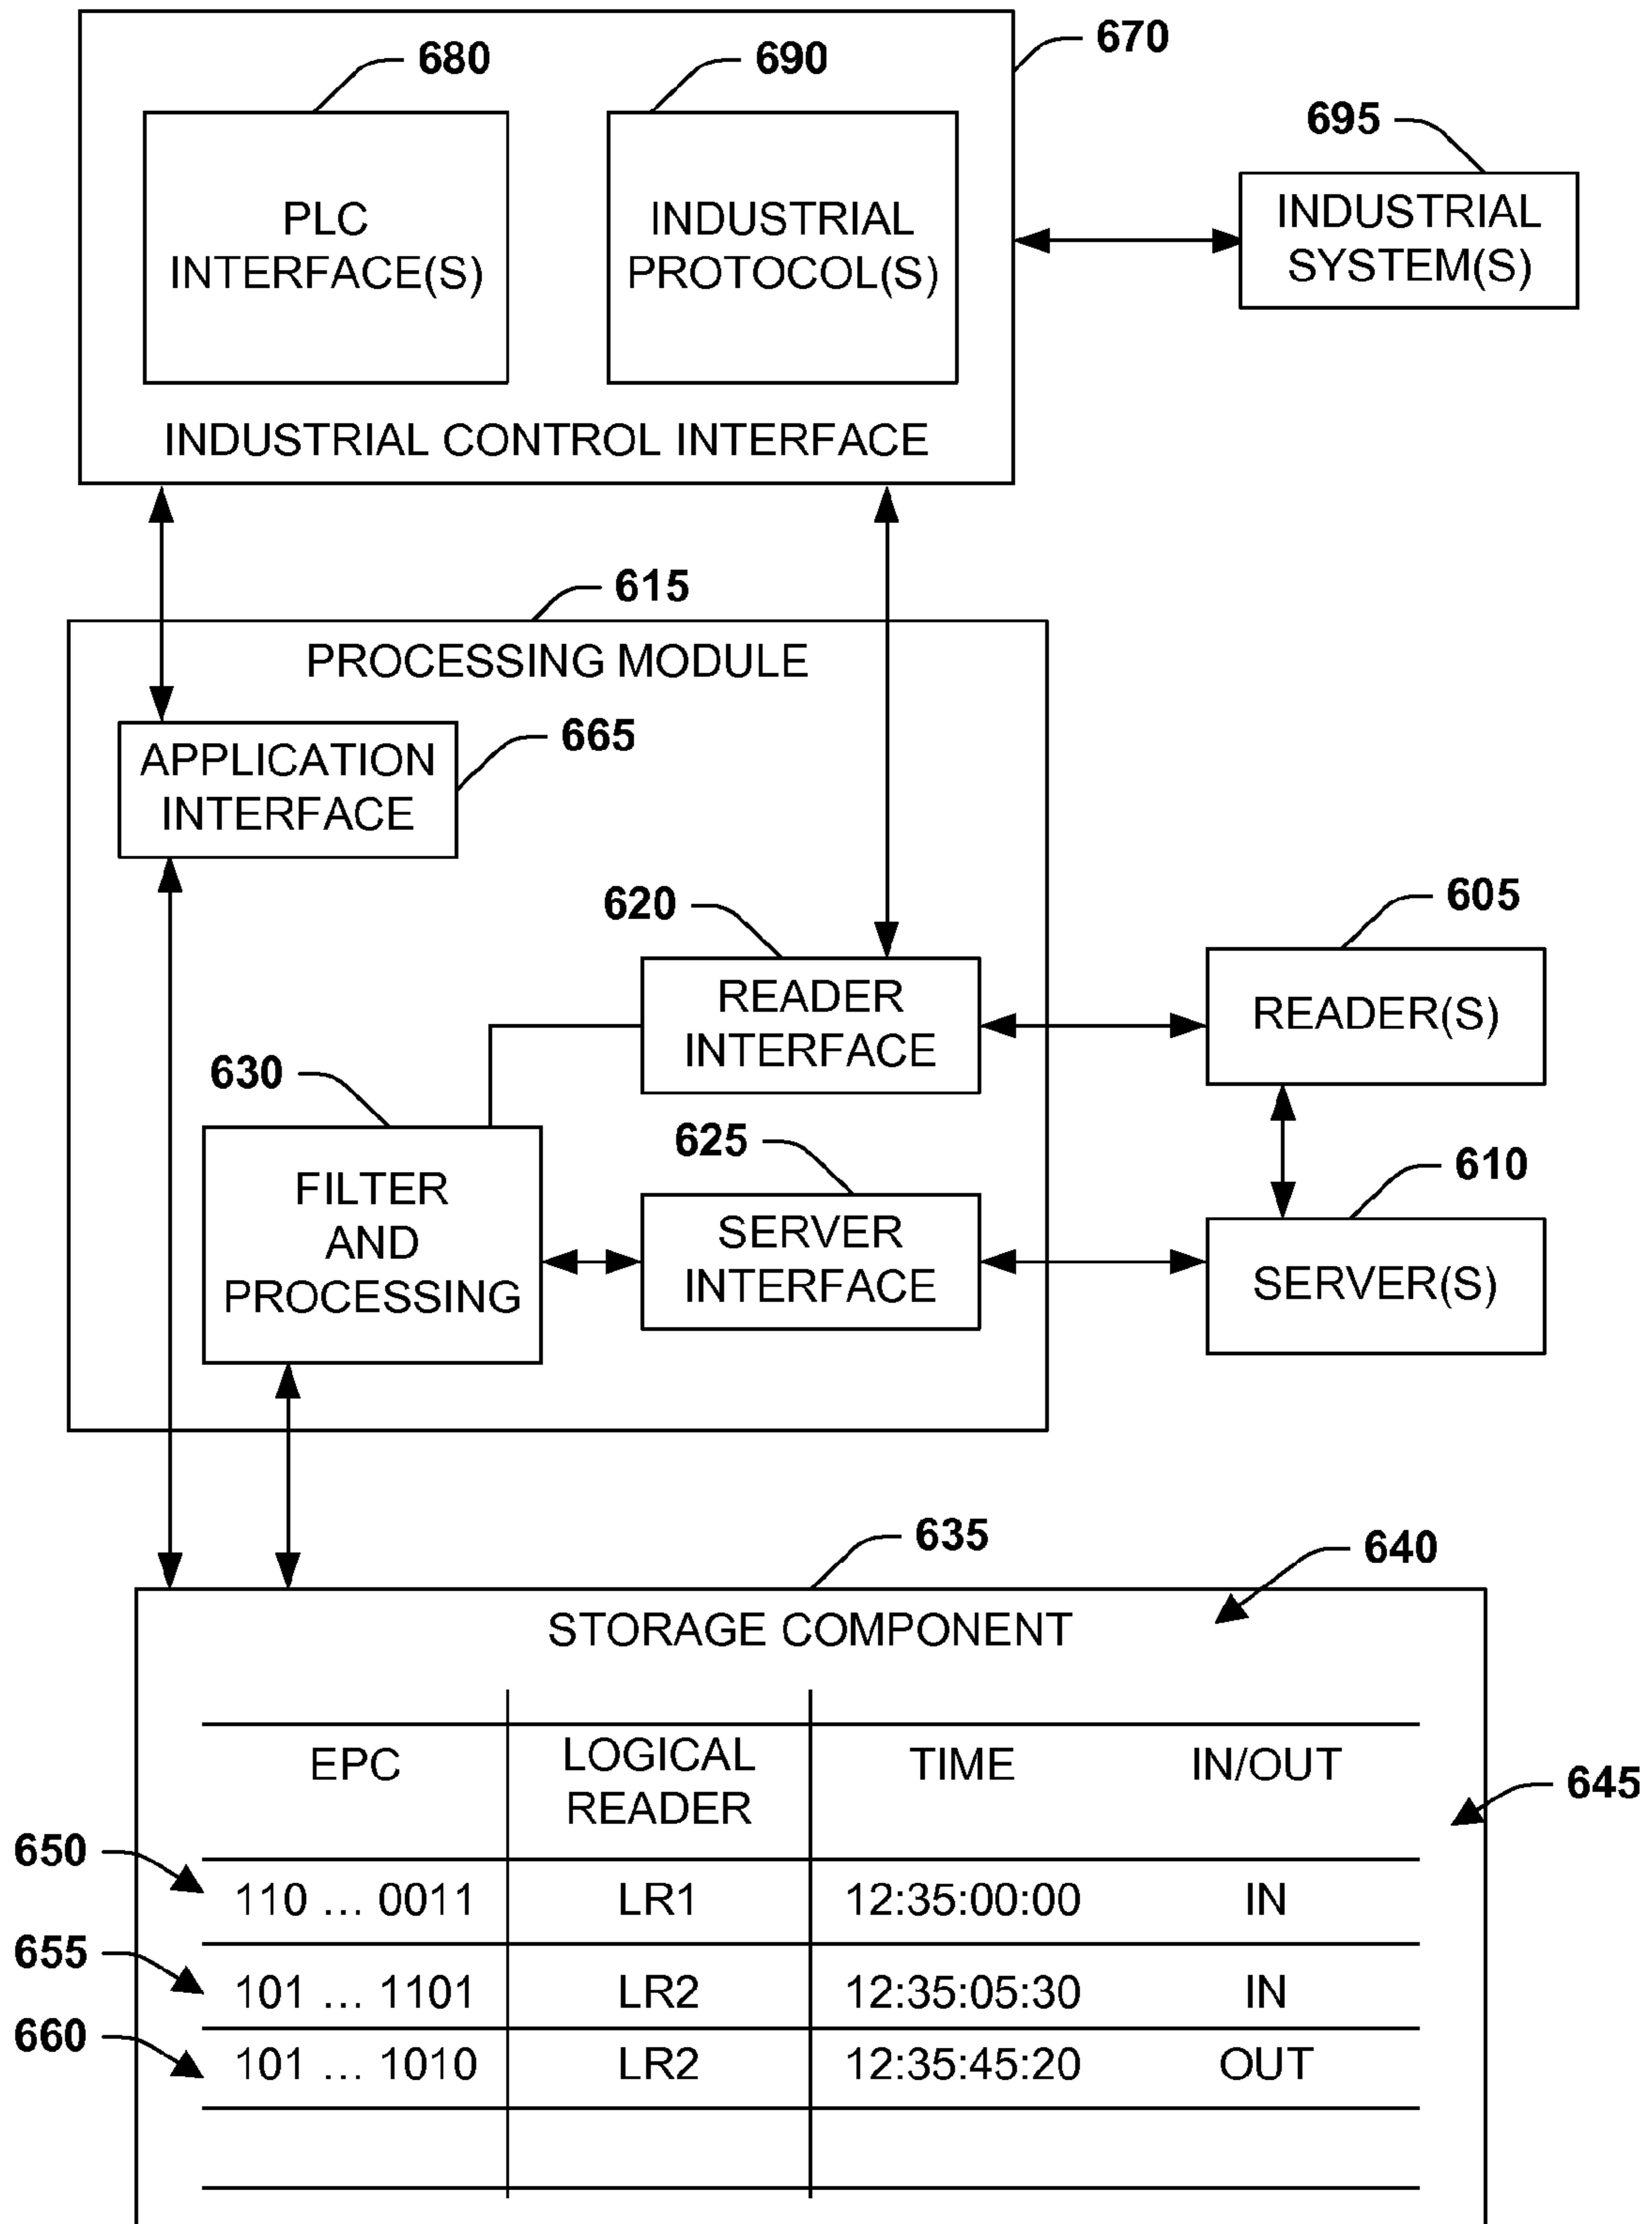 670
680
690
695
PLC
INTERFACE(S)
INDUSTRIAL
PROTOCOL(S)
INDUSTRIAL
SYSTEM(S)
INDUSTRIAL CONTROL INTERFACE
615
PROCESSING MODULE
665
APPLICATION
INTERFACE
620
605
READER
INTERFACE
READER(S)
630
625
610
FILTER
AND
PROCESSING
SERVER
INTERFACE
SERVER(S)
635
640
STORAGE COMPONENT
EPC
LOGICAL
READER
TIME
IN/OUT
645
650
110 ... 0011 LR1 12:35:00:00 IN
655
101 ... 1101 LR2 12:35:05:30 IN
660
101 ... 1010 LR2 12:35:45:20 OUT